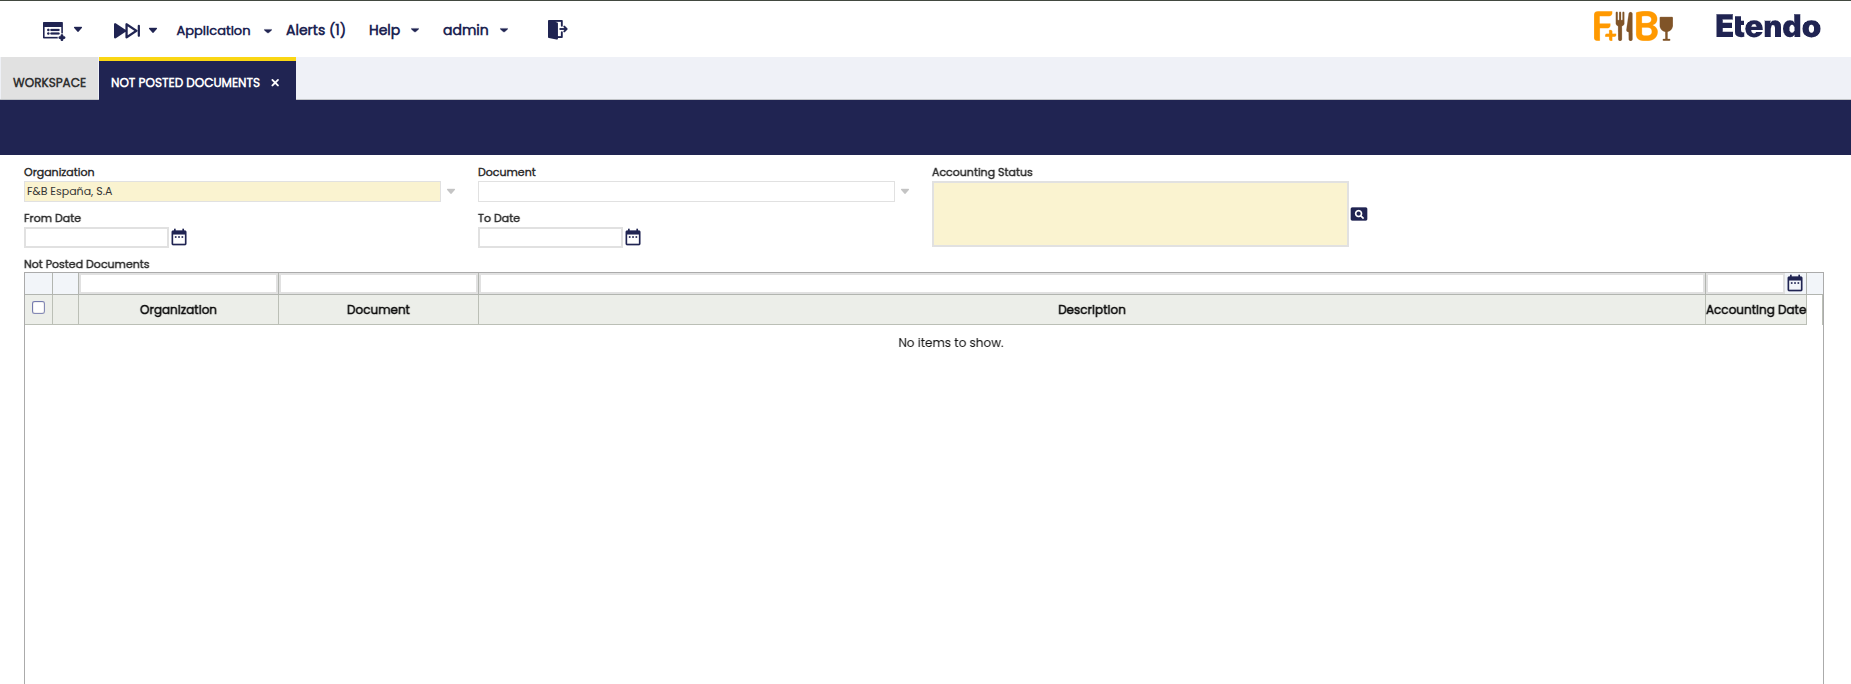 Application Alerts (1) Help admin
F+B Etendo
WORKSPACE NOT POSTED DOCUMENTS ×
Organization Document Accounting Status
F&B España, S.A
From Date To Date
Not Posted Documents
Organization Document Description Accounting Date
No items to show.